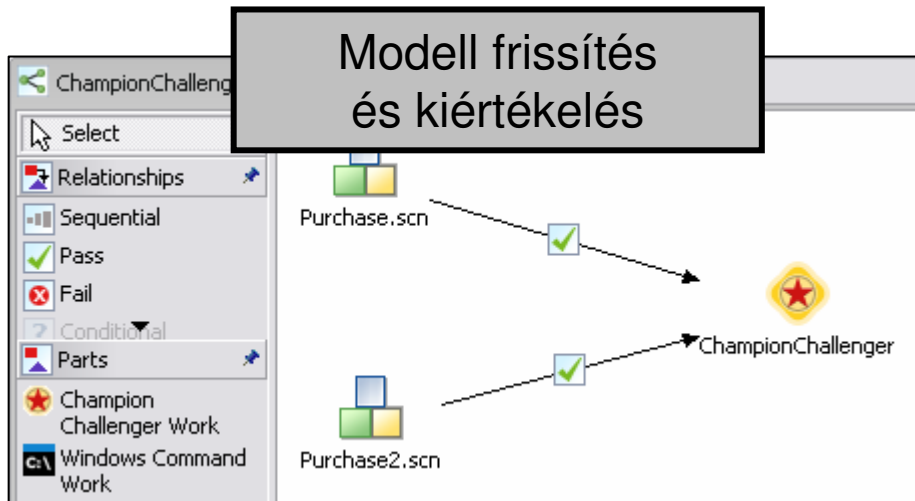 Modell frissítés
és kiértékelés
ChampionChalleng
Select
Relationships
Sequential
Pass
Fail
Conditional
Parts
Champion
Challenger Work
C:\
Windows Command
Work
Purchase.scn
ChampionChallenger
Purchase2.scn